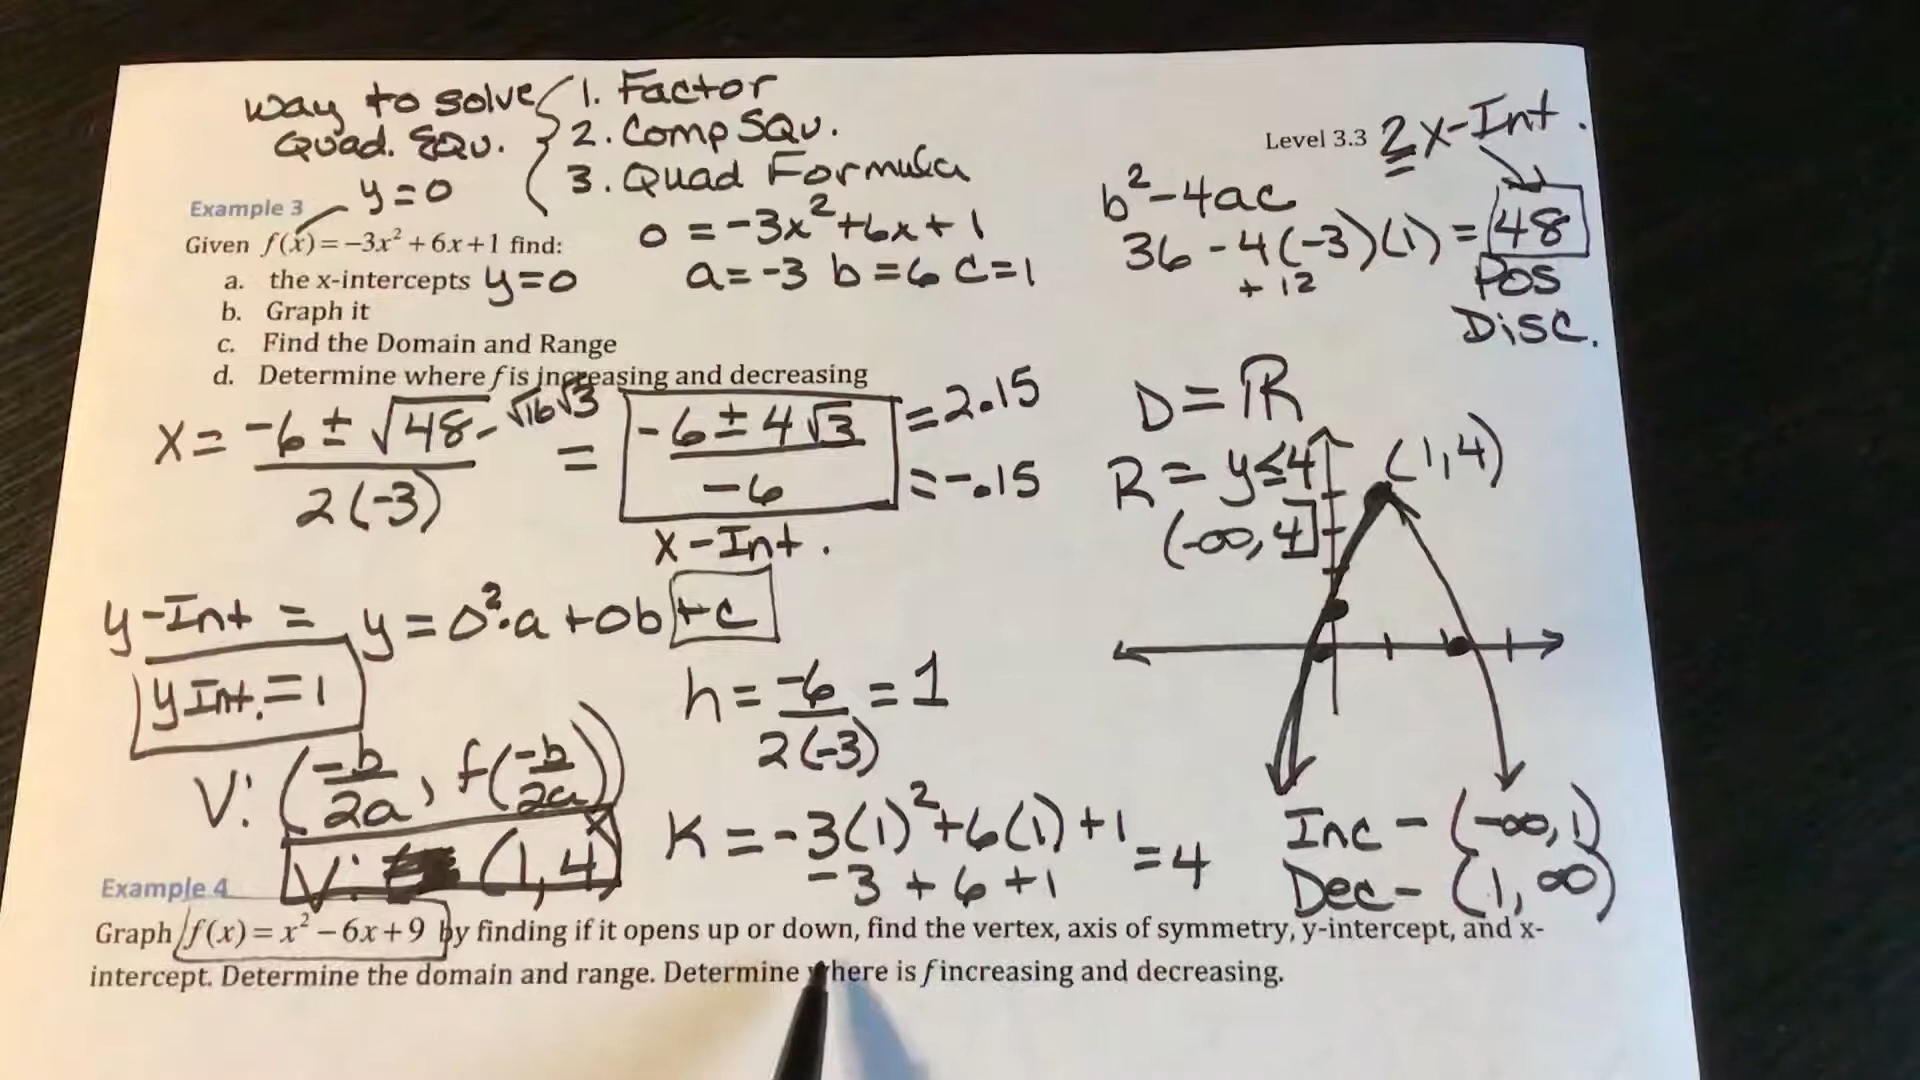 way to solve { 1. Factor
Quad. Equ. 2. Comp Squ.
3. Quad Formula
Level 3.3 2 x-Int.
Example 3 y=0
Given f(x)=−3x²+6x+1 find:
a. the x-intercepts y=0
b. Graph it
c. Find the Domain and Range
d. Determine where f is increasing and decreasing
0 = -3x²+6x+1
a=-3 b=6 c=1
b²-4ac
36 - 4(-3)(1) = 48
+12
Pos
Disc.
x = (-6 ± √48)/(2(-3)) √16√3 = (-6 ± 4√3)/(-6) = 2.15
= -.15
x-Int.
D = ℝ
R = y≤4
(-∞,4]
(1,4)
y-Int = y = 0²·a + 0b + c
y Int. = 1
h = -6/(2(-3)) = 1
V: (-b/2a, f(-b/2a))
V: (1,4)
K = -3(1)²+6(1)+1 = 4
-3 + 6 + 1
Inc - (-∞,1)
Dec - (1,∞)
Example 4
Graph f(x)=x²−6x+9 by finding if it opens up or down, find the vertex, axis of symmetry, y-intercept, and x-
intercept. Determine the domain and range. Determine where is f increasing and decreasing.